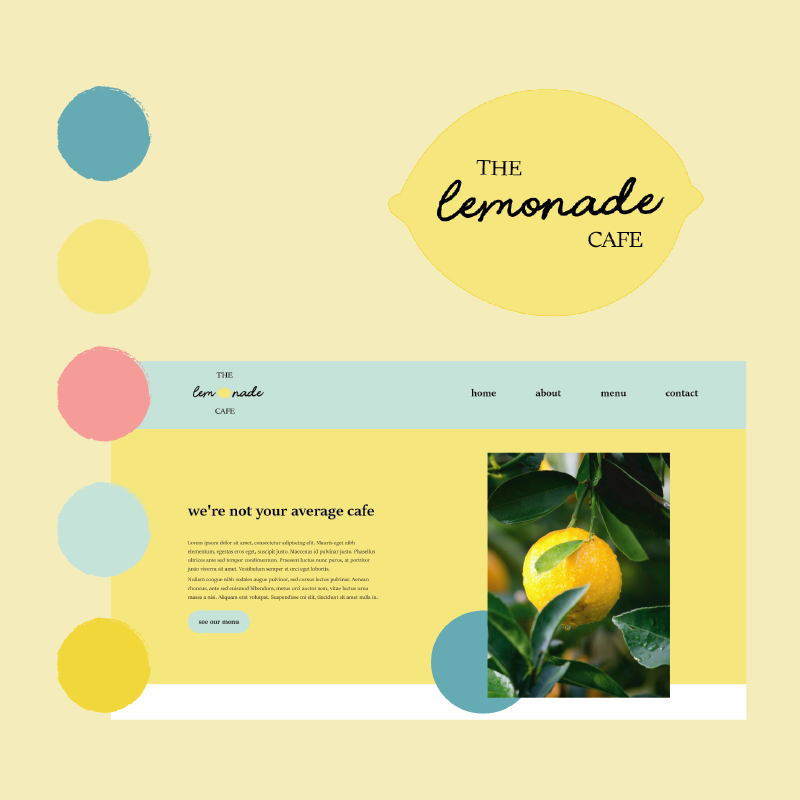 THE
lemonade
CAFE
THE
lem nade
CAFE
home about menu contact
we're not your average cafe
Lorem ipsum dolor sit amet, consectetur adipiscing elit. Mauris eget nibh
elementum, egestas eros eget, suscipit justo. Maecenas id pulvinar justo. Phasellus
ultrices ante sed tempor condimentum. Praesent luctus nunc purus, at porttitor
justo viverra sit amet. Vestibulum semper at orci eget lobortis.
Nullam congue nibh sodales augue pulvinar, sed cursus lectus pulvinar. Aenean
rhoncus, ante sed euismod bibendum, metus orci auctor sem, vitae luctus urna
massa a nisi. Aliquam erat volutpat. Suspendisse mi elit, tincidunt sit amet nulla in.
see our menu